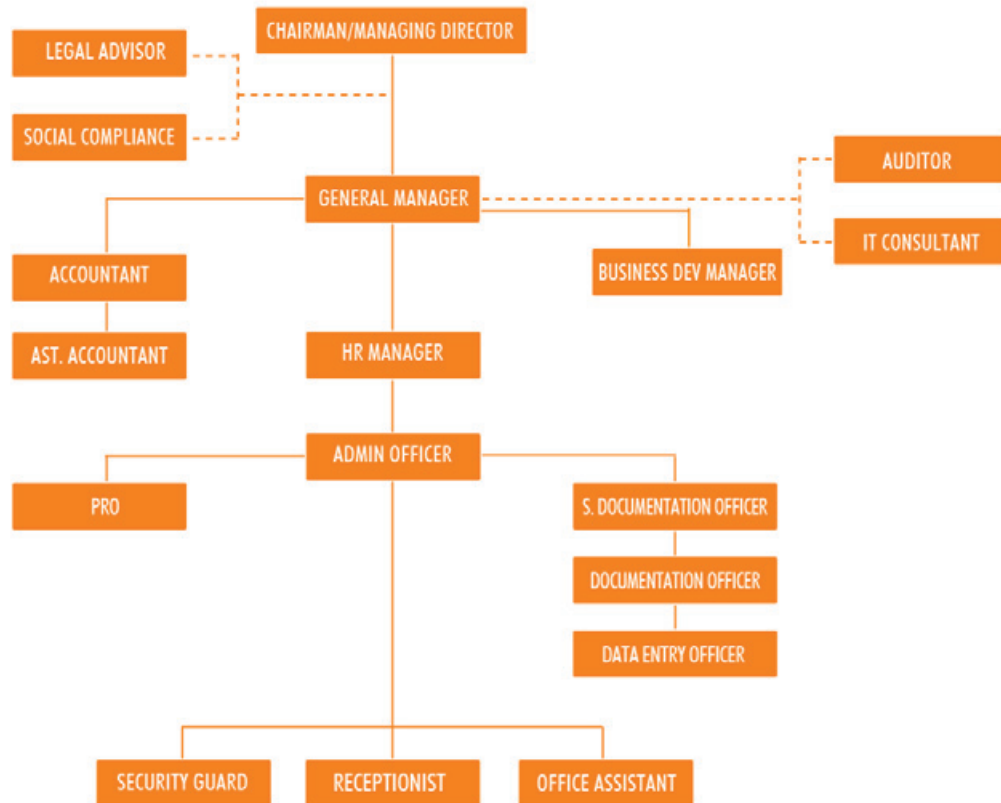 CHAIRMAN/MANAGING DIRECTOR
LEGAL ADVISOR
SOCIAL COMPLIANCE
AUDITOR
GENERAL MANAGER
IT CONSULTANT
ACCOUNTANT
BUSINESS DEV MANAGER
AST. ACCOUNTANT
HR MANAGER
ADMIN OFFICER
PRO
S. DOCUMENTATION OFFICER
DOCUMENTATION OFFICER
DATA ENTRY OFFICER
SECURITY GUARD
RECEPTIONIST
OFFICE ASSISTANT